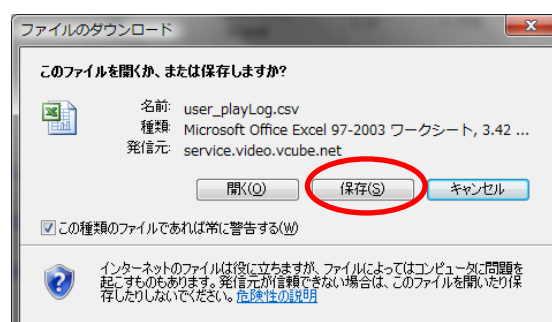 ファイルのダウンロード
このファイルを開くか、または保存しますか?
名前: user_playLog.csv
種類: Microsoft Office Excel 97-2003 ワークシート, 3.42 ...
発信元: service.video.vcube.net
開く(O) 保存(S) キャンセル
この種類のファイルであれば常に警告する(W)
インターネットのファイルは役に立ちますが、ファイルによってはコンピュータに問題を
起こすものもあります。発信元が信頼できない場合は、このファイルを開いたり保
存したりしないでください。危険性の説明